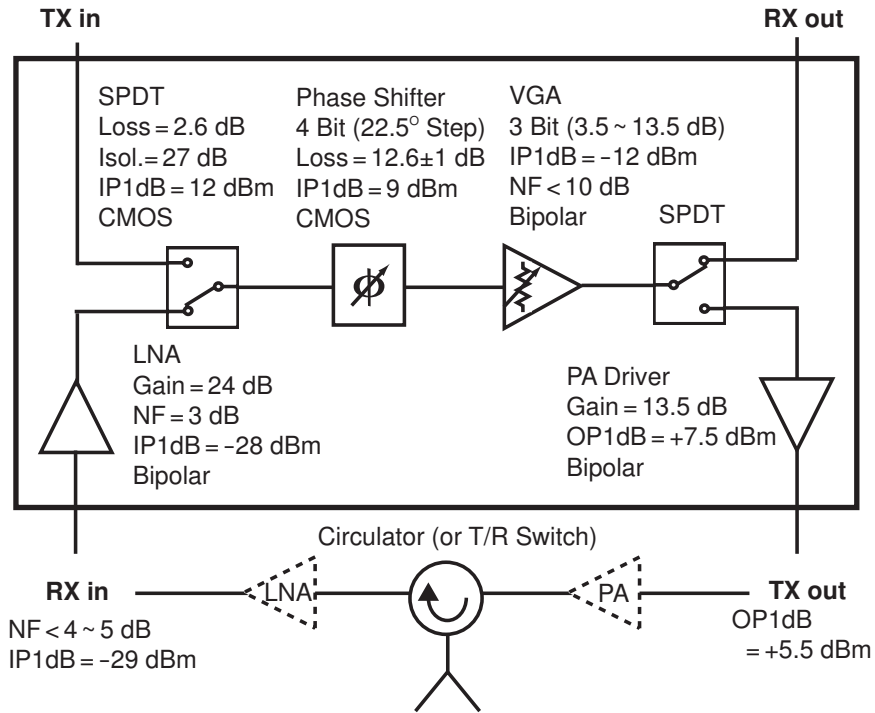 TX in
RX out
SPDT
Loss = 2.6 dB
Isol.= 27 dB
IP1dB = 12 dBm
CMOS
Phase Shifter
4 Bit (22.5° Step)
Loss = 12.6±1 dB
IP1dB = 9 dBm
CMOS
VGA
3 Bit (3.5 ~ 13.5 dB)
IP1dB = −12 dBm
NF < 10 dB
Bipolar
SPDT
ϕ
LNA
Gain = 24 dB
NF = 3 dB
IP1dB = −28 dBm
Bipolar
PA Driver
Gain = 13.5 dB
OP1dB = +7.5 dBm
Bipolar
Circulator (or T/R Switch)
RX in
LNA
PA
TX out
NF < 4 ~ 5 dB
IP1dB = −29 dBm
OP1dB
= +5.5 dBm